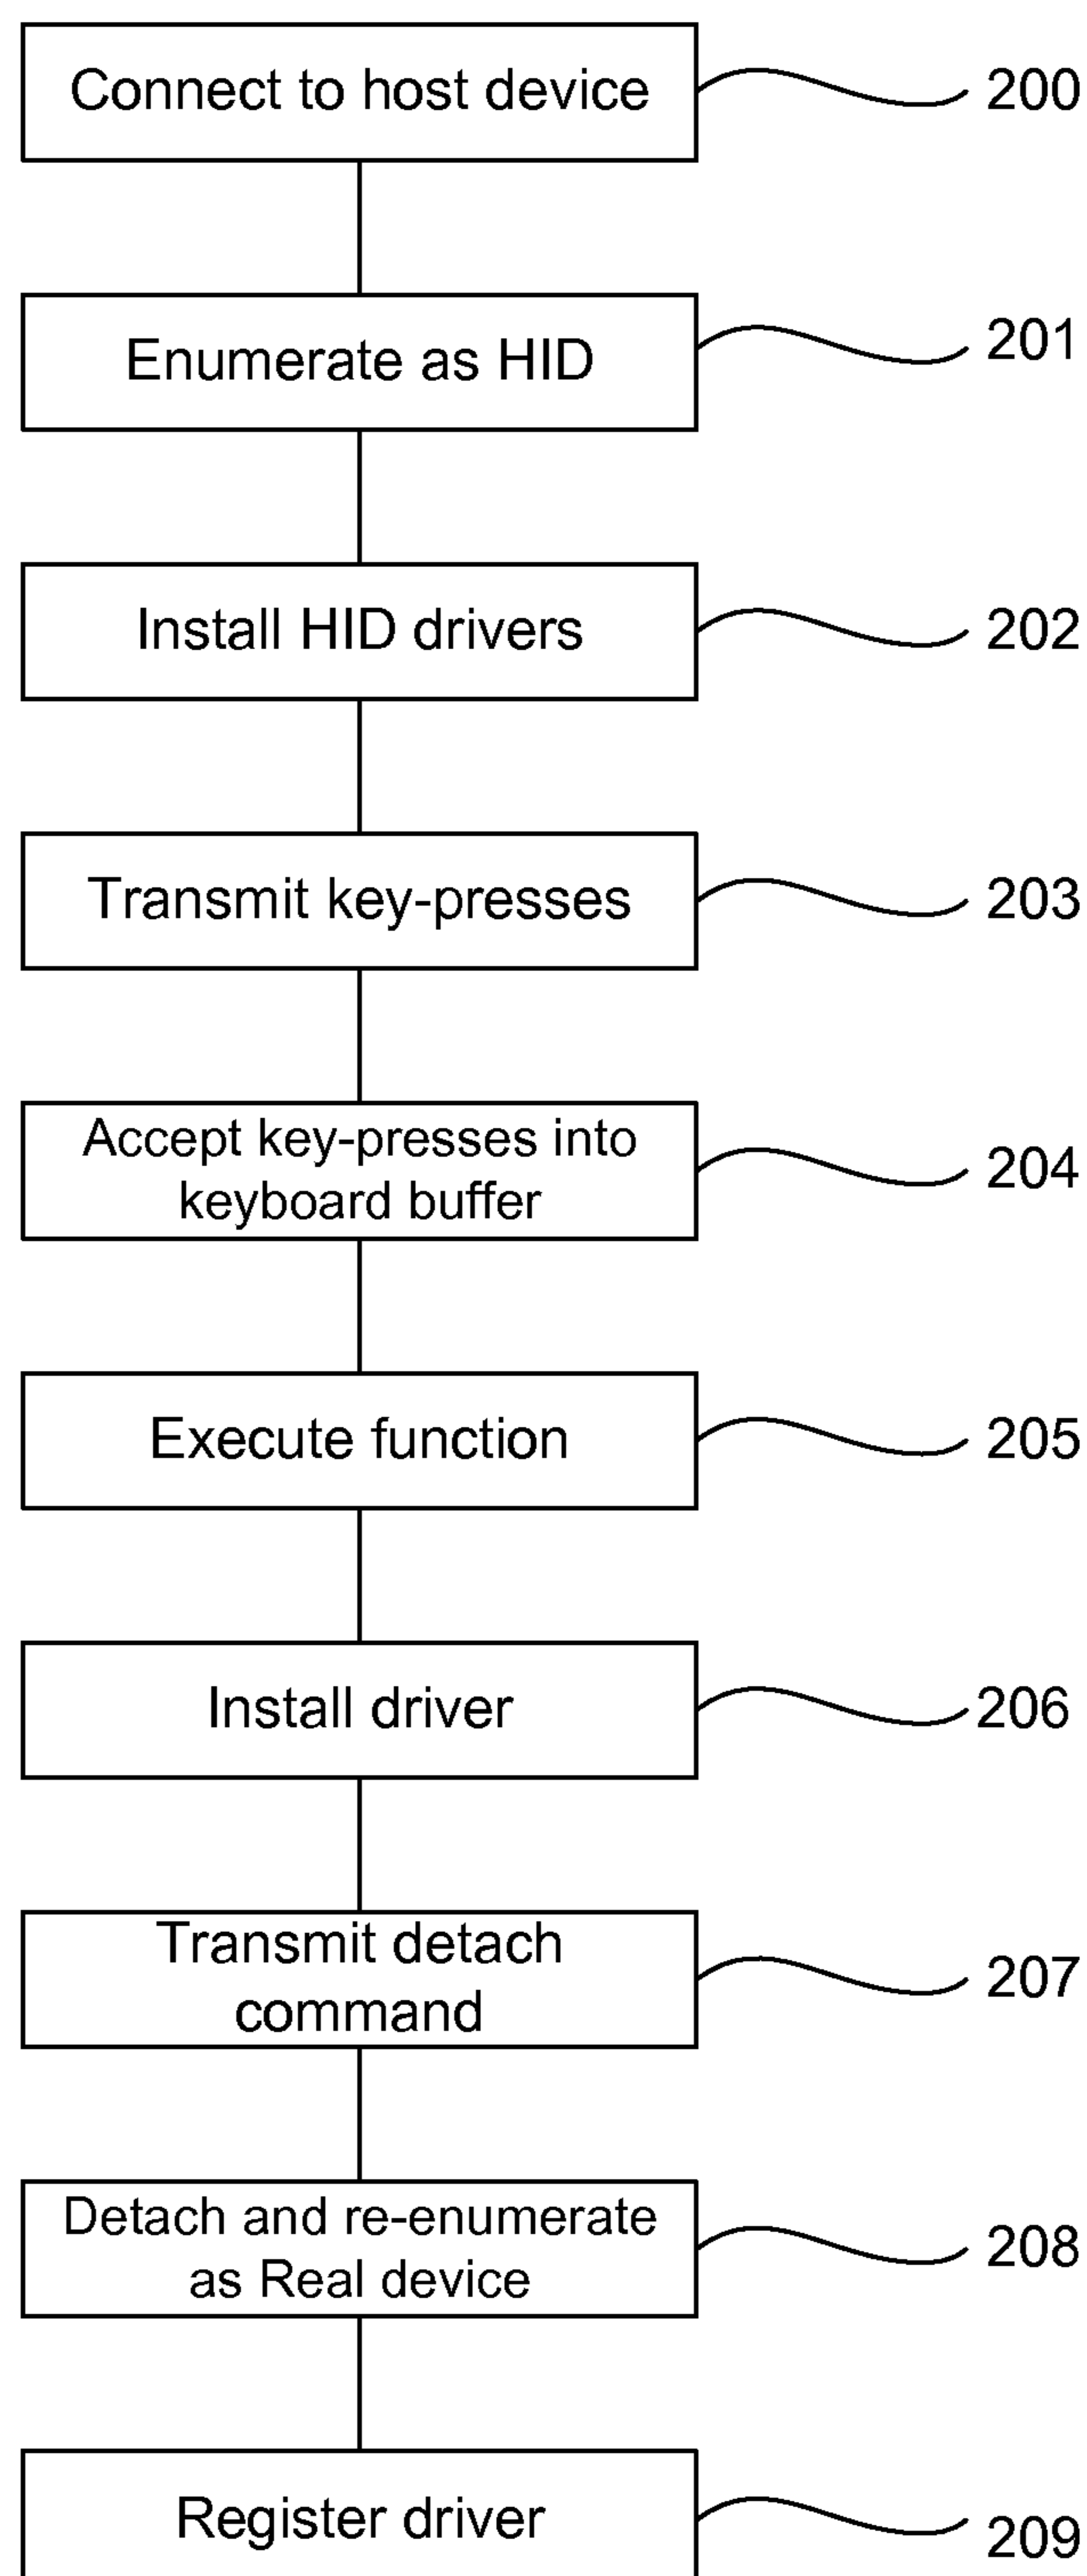 Connect to host device
200
Enumerate as HID
201
Install HID drivers
202
Transmit key-presses
203
Accept key-presses into
keyboard buffer
204
Execute function
205
Install driver
206
Transmit detach
command
207
Detach and re-enumerate
as Real device
208
Register driver
209